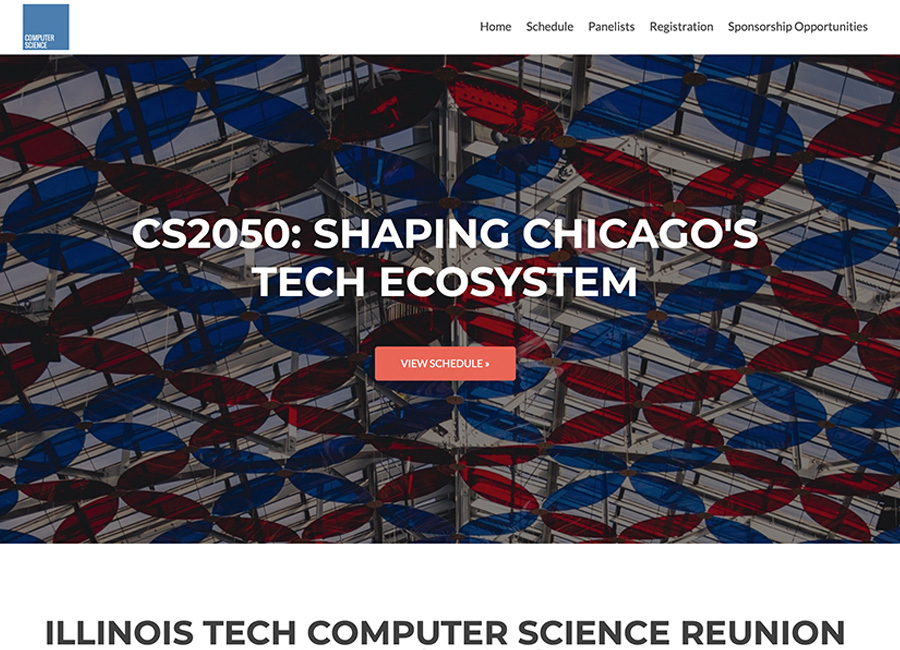 COMPUTER
SCIENCE
Home Schedule Panelists Registration Sponsorship Opportunities
CS2050: SHAPING CHICAGO'S
TECH ECOSYSTEM
VIEW SCHEDULE »
ILLINOIS TECH COMPUTER SCIENCE REUNION